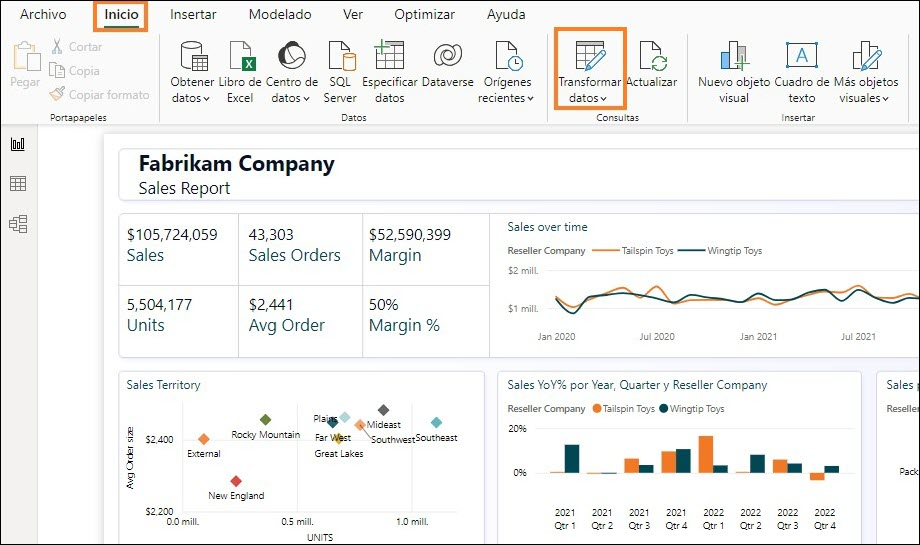 Archivo Inicio Insertar Modelado Ver Optimizar Ayuda
Pegar
Cortar
Copia
Copiar formato
Portapapeles
Obtener datos
Libro de Excel
Centro de datos
SQL Server
Especificar datos
Dataverse
Orígenes recientes
Datos
Transformar datos
Actualizar
Consultas
Nuevo objeto visual
Cuadro de texto
Más objetos visuales
Insertar
Fabrikam Company
Sales Report
$105,724,059
Sales
43,303
Sales Orders
$52,590,399
Margin
5,504,177
Units
$2,441
Avg Order
50%
Margin %
Sales over time
Reseller Company Tailspin Toys Wingtip Toys
$2 mill.
$1 mill.
Jan 2020 Jul 2020 Jan 2021 Jul 2021
Sales Territory
Avg Order size
$2,400
$2,200
External
Rocky Mountain
New England
Plains
Far West
Great Lakes
Mideast
Southwest
Southeast
0.0 mill. 0.5 mill. 1.0 mill.
UNITS
Sales YoY% por Year, Quarter y Reseller Company
Reseller Company Tailspin Toys Wingtip Toys
20%
0%
2021 2021 2021 2021 2022 2022 2022 2022
Qtr 1 Qtr 2 Qtr 3 Qtr 4 Qtr 1 Qtr 2 Qtr 3 Qtr 4
Sales p
Reselle
Pack